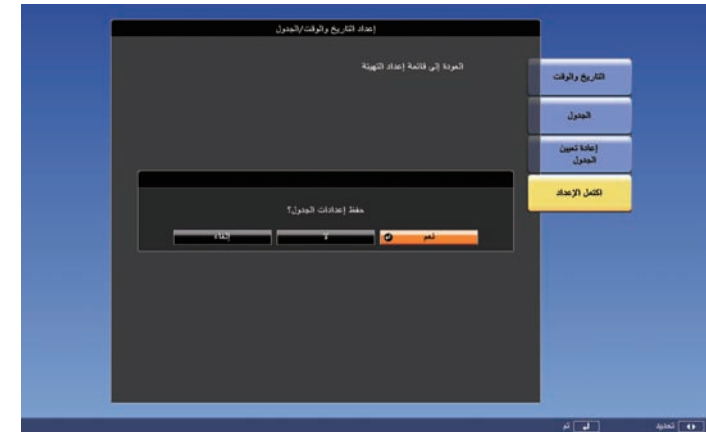 إعداد التاريخ والوقت/الجدول
العودة إلى قائمة إعداد التهيئة
التاريخ والوقت
الجدول
إعادة تعيين
الجدول
اكتمل الإعداد
حفظ إعدادات الجدول؟
نعم
لا
إلغاء
تحديد
تم